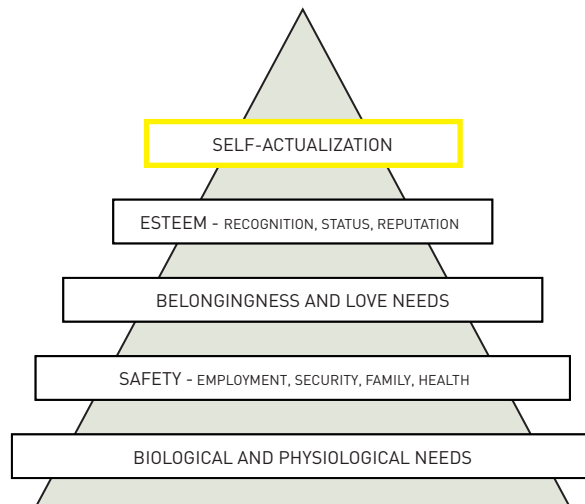 SELF-ACTUALIZATION
ESTEEM - RECOGNITION, STATUS, REPUTATION
BELONGINGNESS AND LOVE NEEDS
SAFETY - EMPLOYMENT, SECURITY, FAMILY, HEALTH
BIOLOGICAL AND PHYSIOLOGICAL NEEDS